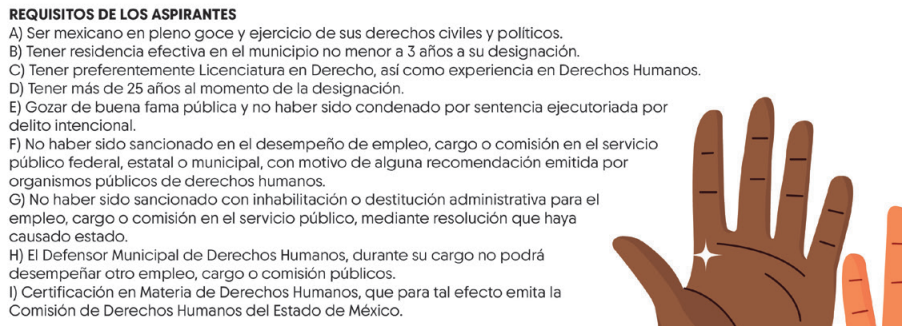 REQUISITOS DE LOS ASPIRANTES
A) Ser mexicano en pleno goce y ejercicio de sus derechos civiles y políticos.
B) Tener residencia efectiva en el municipio no menor a 3 años a su designación.
C) Tener preferentemente Licenciatura en Derecho, así como experiencia en Derechos Humanos.
D) Tener más de 25 años al momento de la designación.
E) Gozar de buena fama pública y no haber sido condenado por sentencia ejecutoriada por
delito intencional.
F) No haber sido sancionado en el desempeño de empleo, cargo o comisión en el servicio
público federal, estatal o municipal, con motivo de alguna recomendación emitida por
organismos públicos de derechos humanos.
G) No haber sido sancionado con inhabilitación o destitución administrativa para el
empleo, cargo o comisión en el servicio público, mediante resolución que haya
causado estado.
H) El Defensor Municipal de Derechos Humanos, durante su cargo no podrá
desempeñar otro empleo, cargo o comisión públicos.
I) Certificación en Materia de Derechos Humanos, que para tal efecto emita la
Comisión de Derechos Humanos del Estado de México.